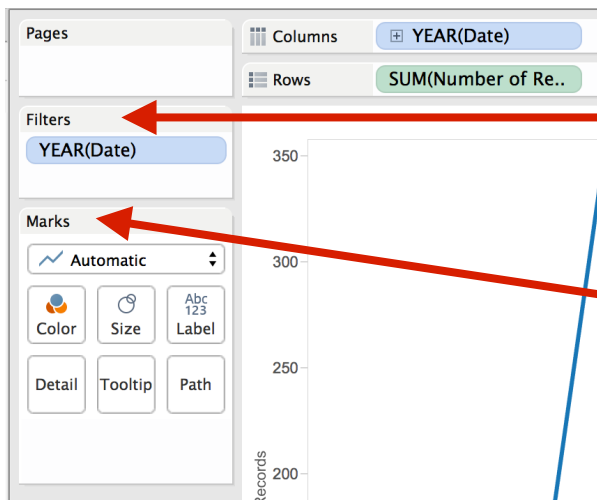 Pages
Columns
YEAR(Date)
Rows
SUM(Number of Re..
Filters
YEAR(Date)
Marks
Automatic
Color
Size
Abc
123
Label
Detail
Tooltip
Path
350
300
250
200